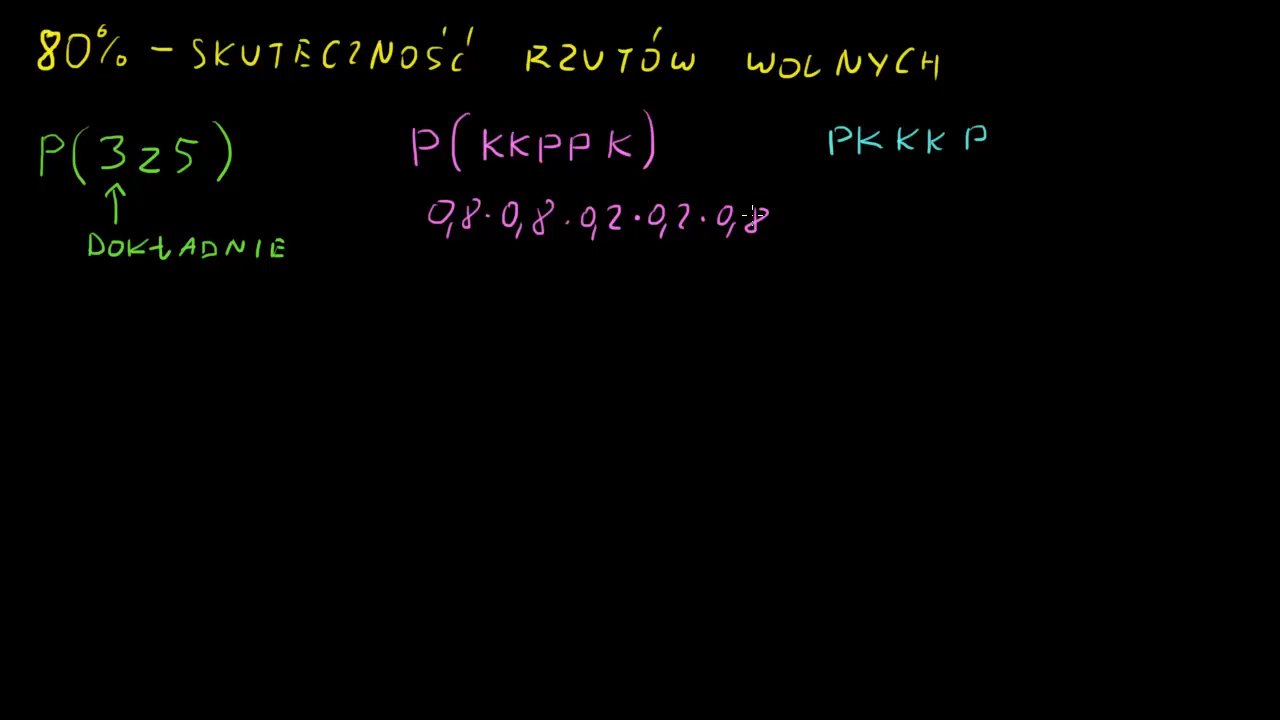 80% - SKUTECZNOŚĆ RZUTÓW WOLNYCH
P(3z5) P(KKPPK) PKKKP
0,8·0,8·0,2·0,2·0,8
DOKŁADNIE